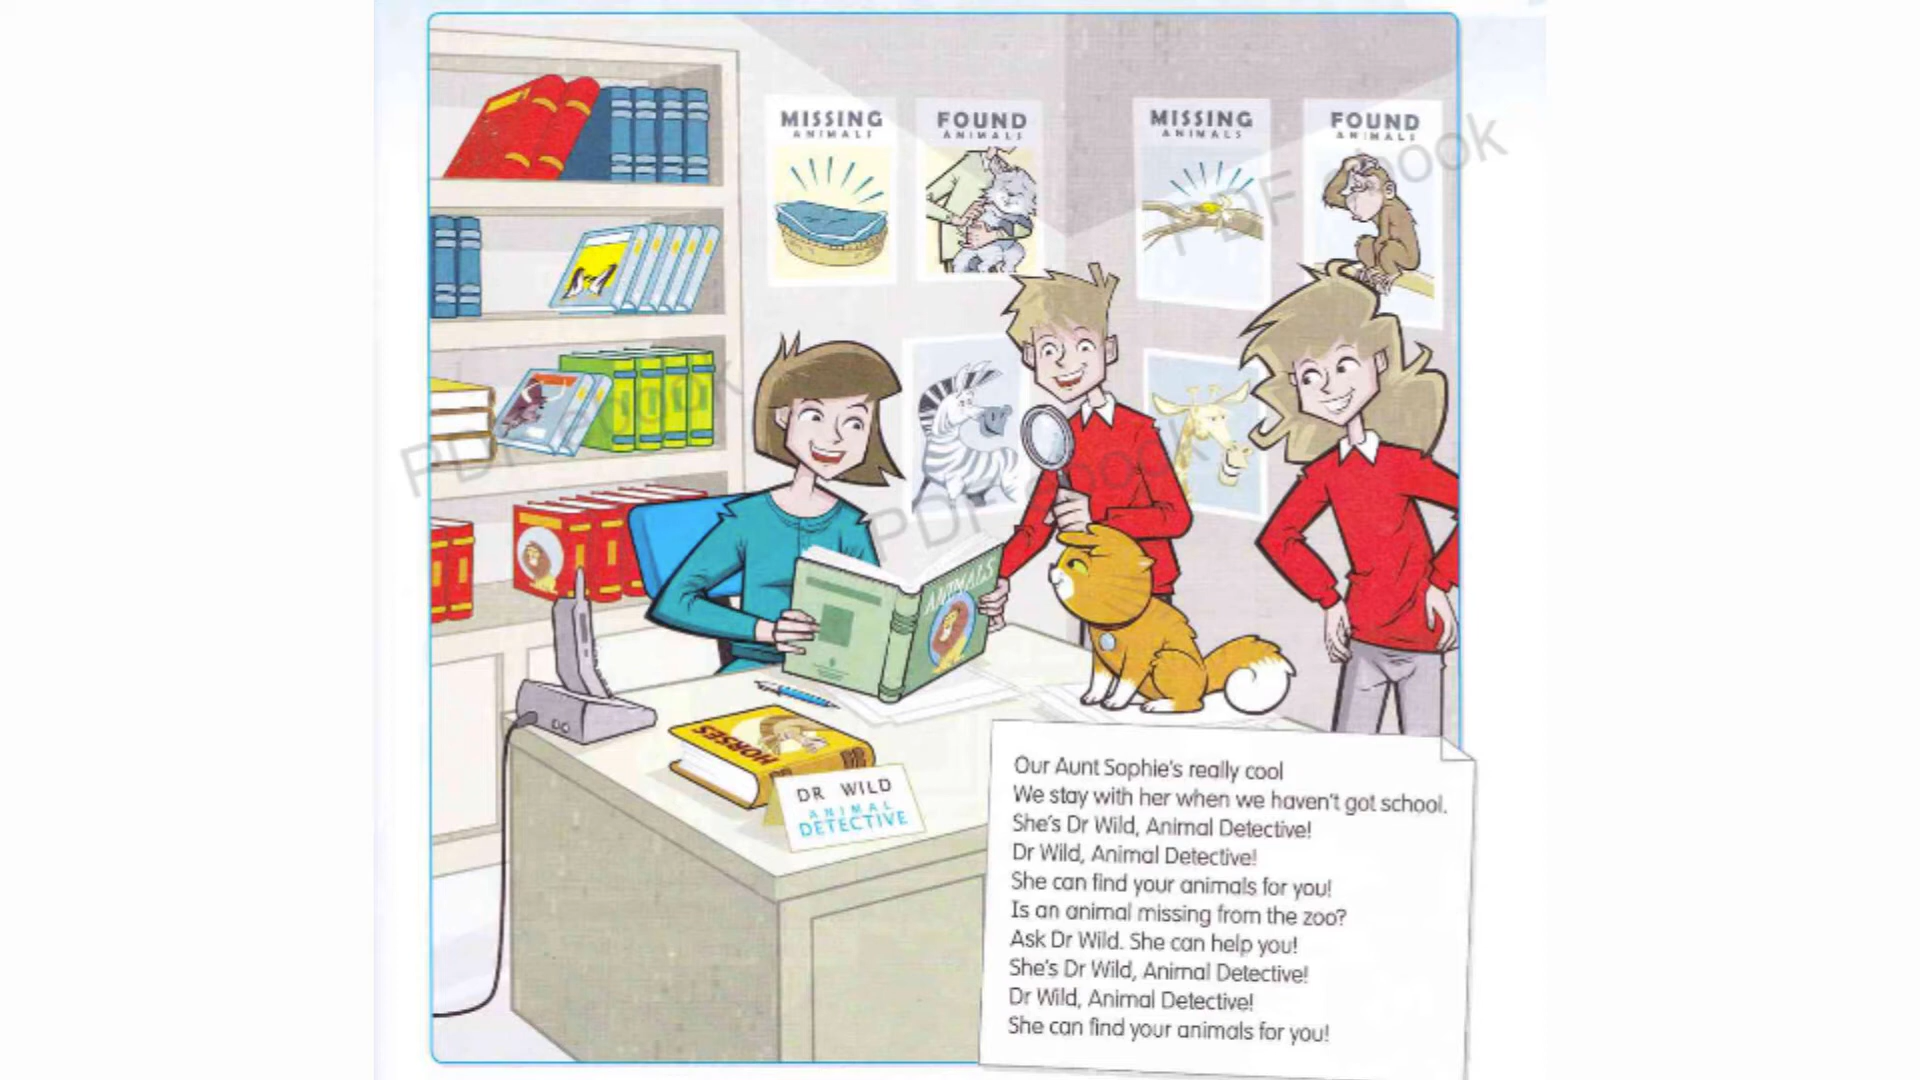 MISSING
ANIMALS
FOUND
ANIMALS
MISSING
ANIMALS
FOUND
ANIMALS
ANIMALS
HORSES
DR WILD
ANIMAL
DETECTIVE
Our Aunt Sophie's really cool
We stay with her when we haven't got school.
She's Dr Wild, Animal Detective!
Dr Wild, Animal Detective!
She can find your animals for you!
Is an animal missing from the zoo?
Ask Dr Wild. She can help you!
She's Dr Wild, Animal Detective!
Dr Wild, Animal Detective!
She can find your animals for you!